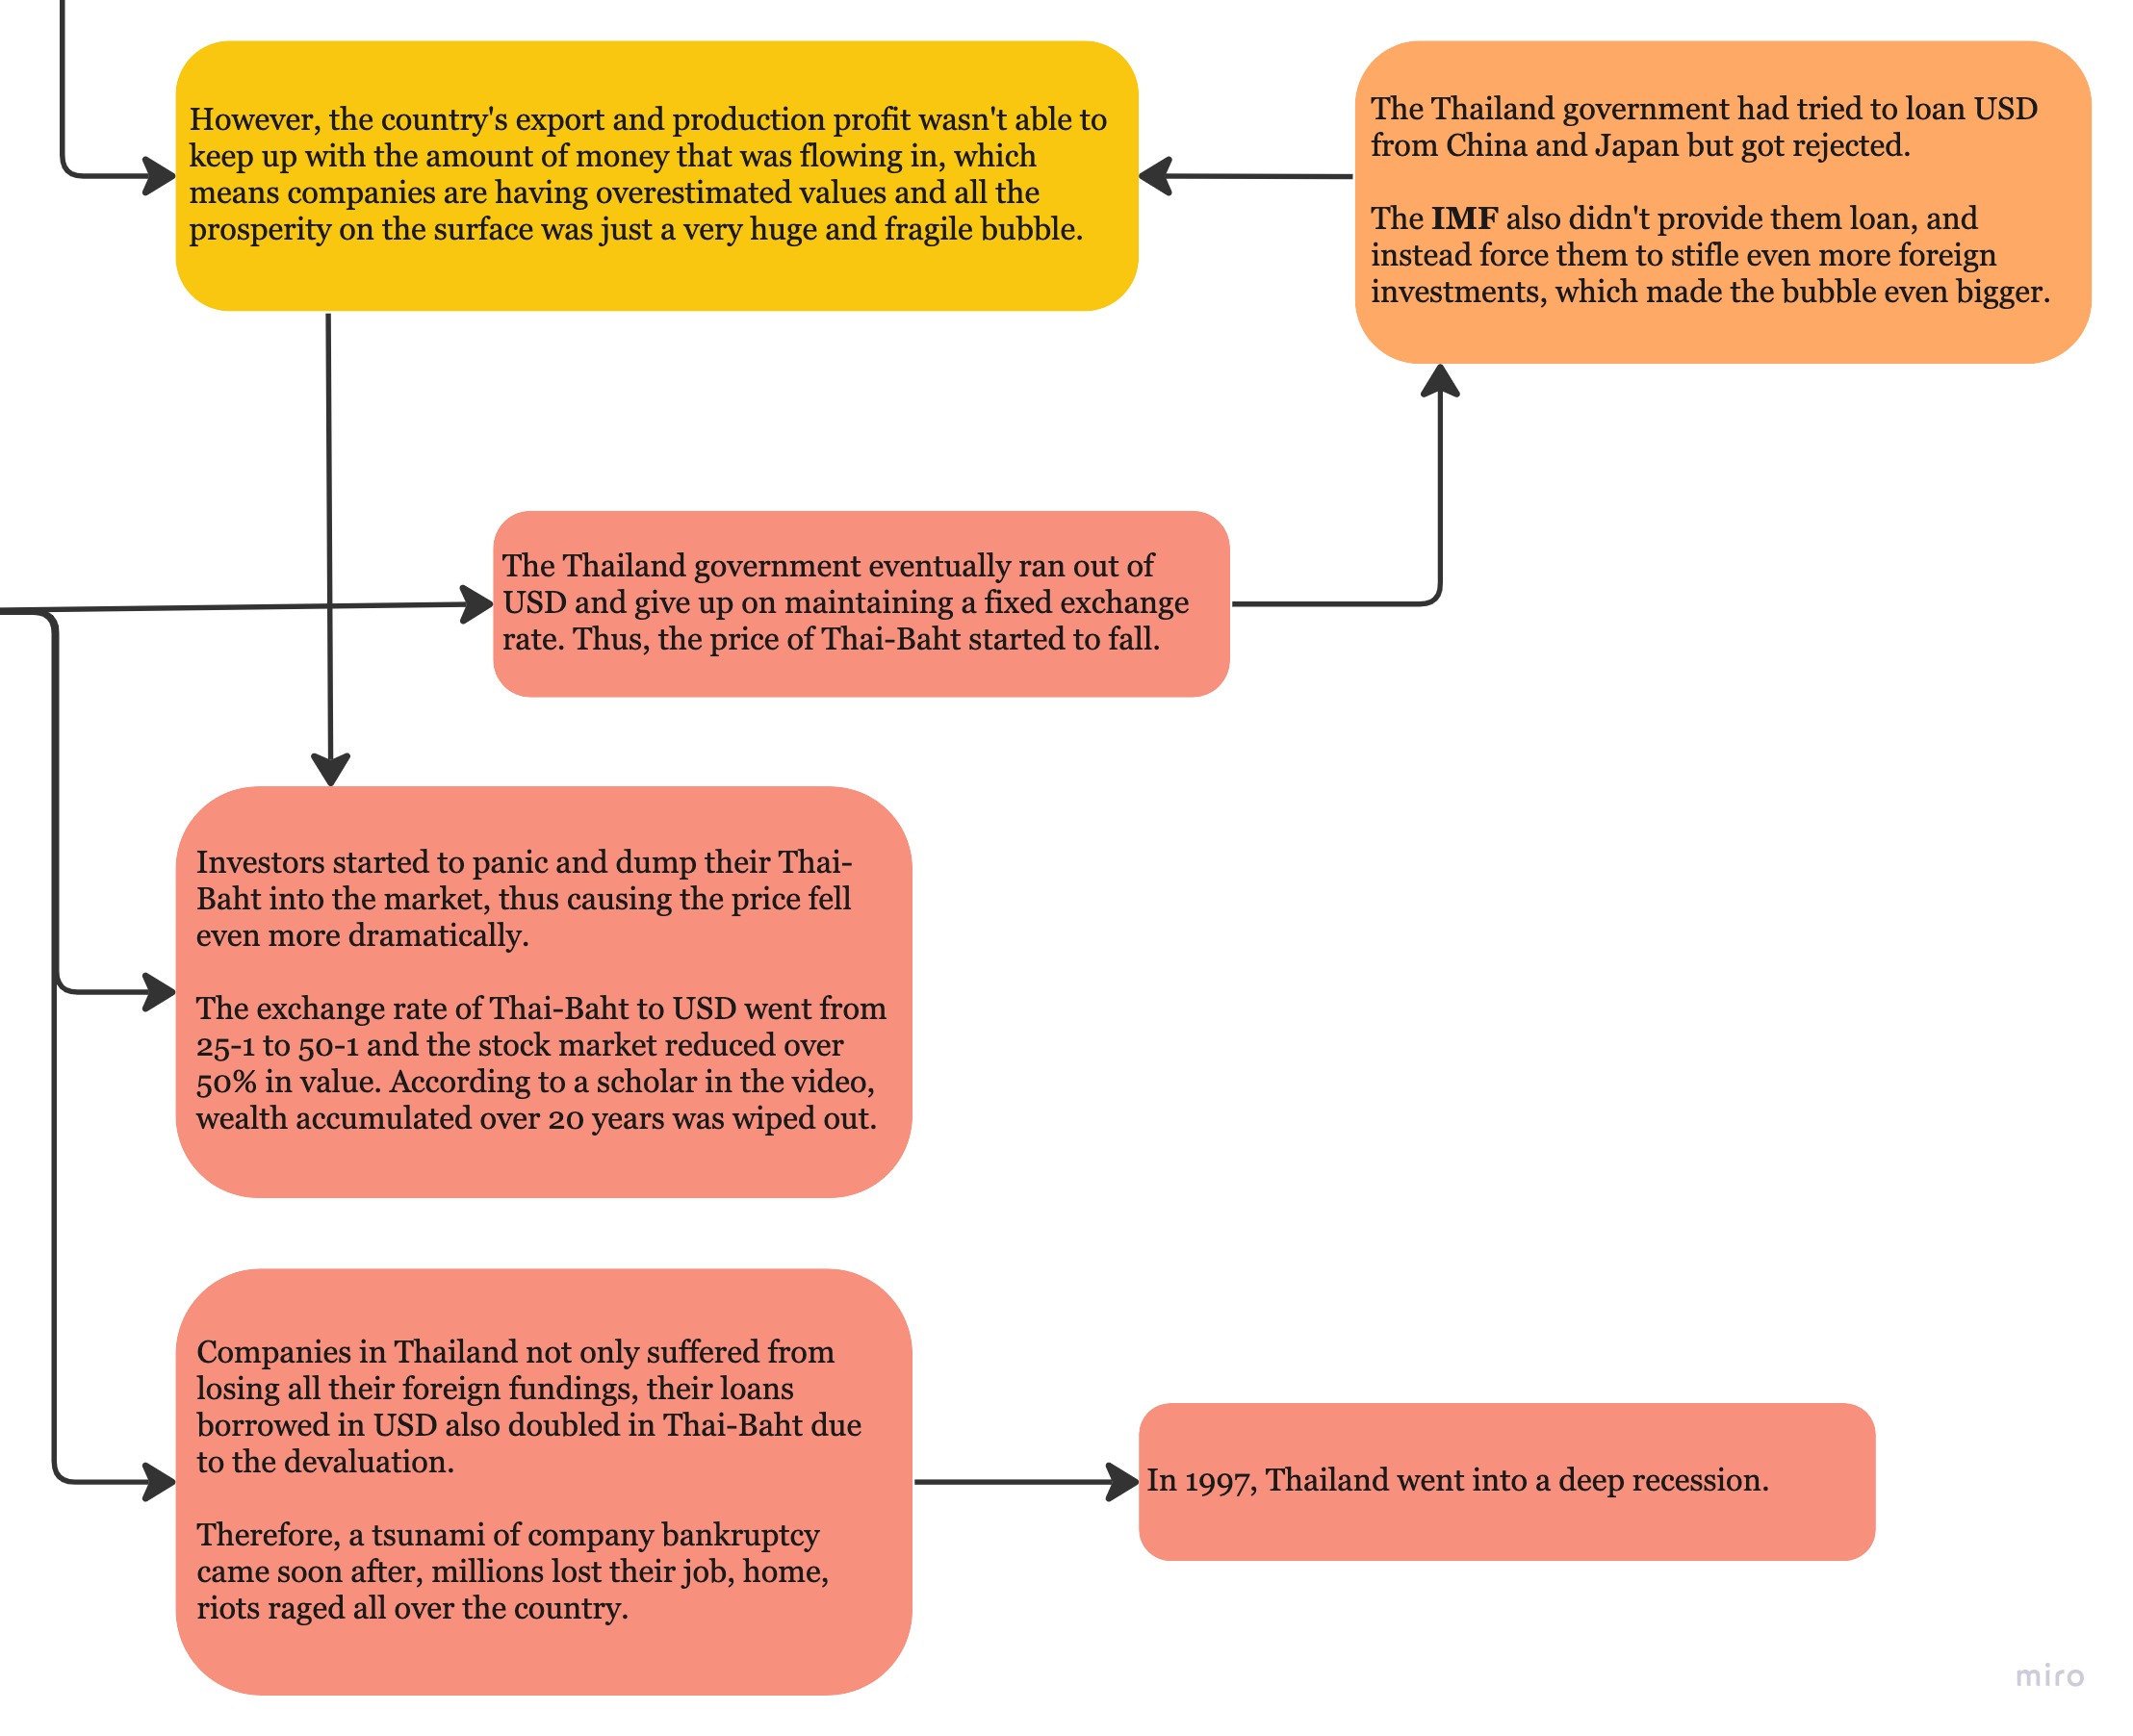 However, the country's export and production profit wasn't able to
keep up with the amount of money that was flowing in, which
means companies are having overestimated values and all the
prosperity on the surface was just a very huge and fragile bubble.
The Thailand government had tried to loan USD
from China and Japan but got rejected.
The IMF also didn't provide them loan, and
instead force them to stifle even more foreign
investments, which made the bubble even bigger.
The Thailand government eventually ran out of
USD and give up on maintaining a fixed exchange
rate. Thus, the price of Thai-Baht started to fall.
Investors started to panic and dump their Thai-
Baht into the market, thus causing the price fell
even more dramatically.
The exchange rate of Thai-Baht to USD went from
25-1 to 50-1 and the stock market reduced over
50% in value. According to a scholar in the video,
wealth accumulated over 20 years was wiped out.
Companies in Thailand not only suffered from
losing all their foreign fundings, their loans
borrowed in USD also doubled in Thai-Baht due
to the devaluation.
Therefore, a tsunami of company bankruptcy
came soon after, millions lost their job, home,
riots raged all over the country.
In 1997, Thailand went into a deep recession.
miro